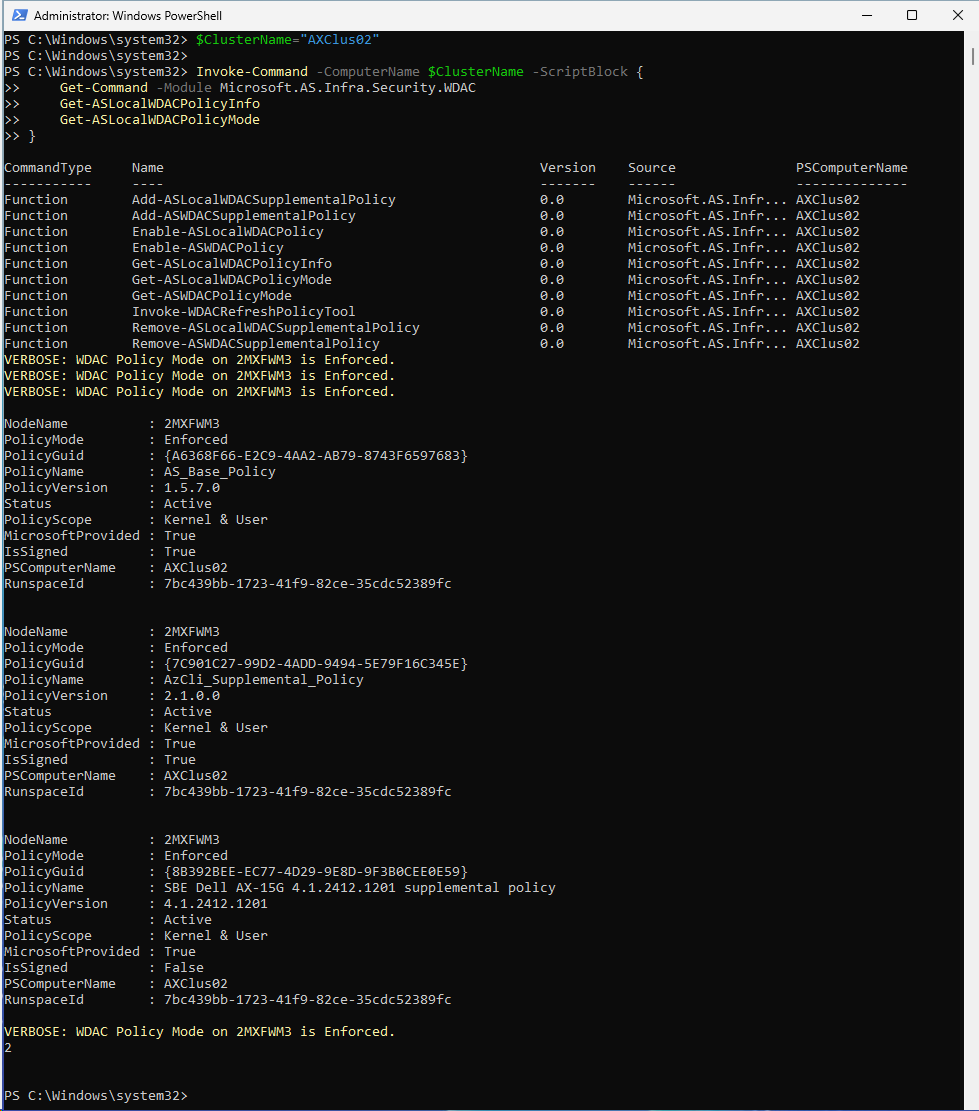 Administrator: Windows PowerShell
PS C:\Windows\system32> $ClusterName="AXClus02"
PS C:\Windows\system32>
PS C:\Windows\system32> Invoke-Command -ComputerName $ClusterName -ScriptBlock {
>>     Get-Command -Module Microsoft.AS.Infra.Security.WDAC
>>     Get-ASLocalWDACPolicyInfo
>>     Get-ASLocalWDACPolicyMode
>> }
CommandType     Name                                               Version    Source               PSComputerName
-----------     ----                                               -------    ------               --------------
Function        Add-ASLocalWDACSupplementalPolicy                  0.0        Microsoft.AS.Infr... AXClus02
Function        Add-ASWDACSupplementalPolicy                       0.0        Microsoft.AS.Infr... AXClus02
Function        Enable-ASLocalWDACPolicy                           0.0        Microsoft.AS.Infr... AXClus02
Function        Enable-ASWDACPolicy                                0.0        Microsoft.AS.Infr... AXClus02
Function        Get-ASLocalWDACPolicyInfo                          0.0        Microsoft.AS.Infr... AXClus02
Function        Get-ASLocalWDACPolicyMode                          0.0        Microsoft.AS.Infr... AXClus02
Function        Get-ASWDACPolicyMode                               0.0        Microsoft.AS.Infr... AXClus02
Function        Invoke-WDACRefreshPolicyTool                       0.0        Microsoft.AS.Infr... AXClus02
Function        Remove-ASLocalWDACSupplementalPolicy               0.0        Microsoft.AS.Infr... AXClus02
Function        Remove-ASWDACSupplementalPolicy                    0.0        Microsoft.AS.Infr... AXClus02
VERBOSE: WDAC Policy Mode on 2MXFWM3 is Enforced.
VERBOSE: WDAC Policy Mode on 2MXFWM3 is Enforced.
VERBOSE: WDAC Policy Mode on 2MXFWM3 is Enforced.
NodeName          : 2MXFWM3
PolicyMode        : Enforced
PolicyGuid        : {A6368F66-E2C9-4AA2-AB79-8743F6597683}
PolicyName        : AS_Base_Policy
PolicyVersion     : 1.5.7.0
Status            : Active
PolicyScope       : Kernel & User
MicrosoftProvided : True
IsSigned          : True
PSComputerName    : AXClus02
RunspaceId        : 7bc439bb-1723-41f9-82ce-35cdc52389fc
NodeName          : 2MXFWM3
PolicyMode        : Enforced
PolicyGuid        : {7C901C27-99D2-4ADD-9494-5E79F16C345E}
PolicyName        : AzCli_Supplemental_Policy
PolicyVersion     : 2.1.0.0
Status            : Active
PolicyScope       : Kernel & User
MicrosoftProvided : True
IsSigned          : True
PSComputerName    : AXClus02
RunspaceId        : 7bc439bb-1723-41f9-82ce-35cdc52389fc
NodeName          : 2MXFWM3
PolicyMode        : Enforced
PolicyGuid        : {8B392BEE-EC77-4D29-9E8D-9F3B0CEE0E59}
PolicyName        : SBE Dell AX-15G 4.1.2412.1201 supplemental policy
PolicyVersion     : 4.1.2412.1201
Status            : Active
PolicyScope       : Kernel & User
MicrosoftProvided : True
IsSigned          : False
PSComputerName    : AXClus02
RunspaceId        : 7bc439bb-1723-41f9-82ce-35cdc52389fc
VERBOSE: WDAC Policy Mode on 2MXFWM3 is Enforced.
2
PS C:\Windows\system32>